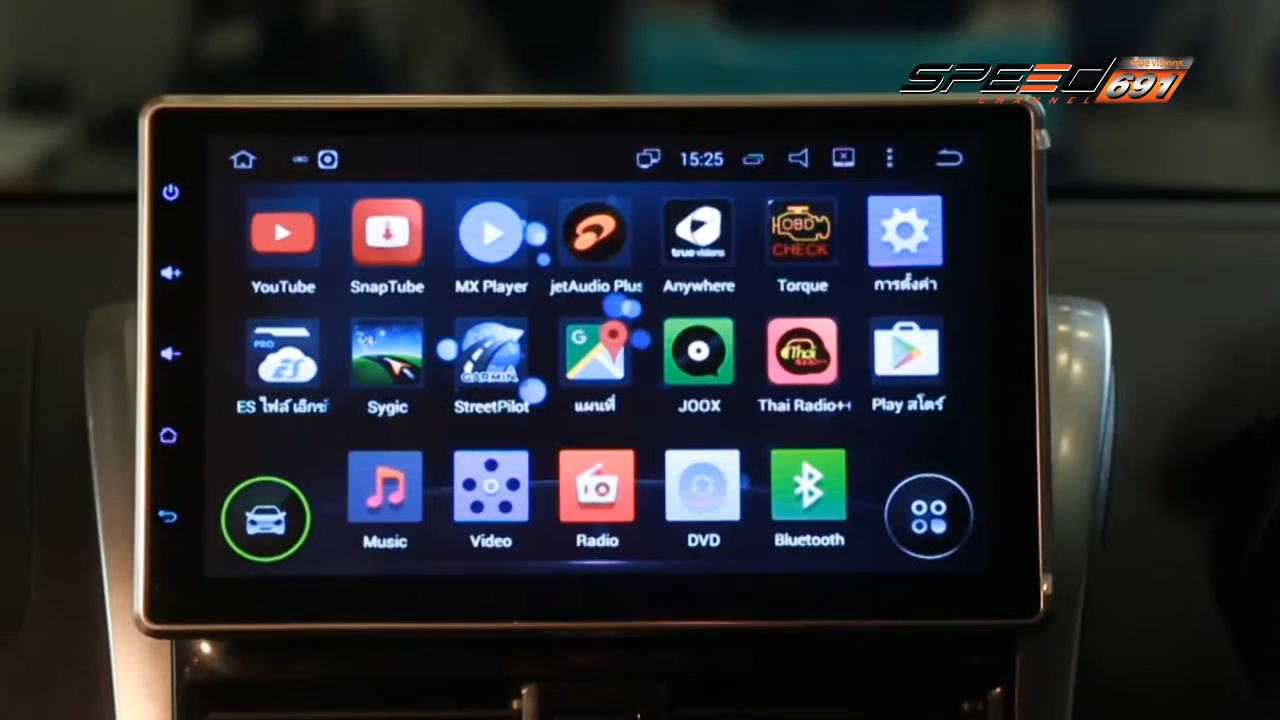 true visions
SPEED 691
CHANNEL
15:25
true visions
OBD
CHECK
YouTube
SnapTube
MX Player
jetAudio Plus
Anywhere
Torque
การตั้งค่า
PRO
ES
GARMIN
G
Thai
ES ไฟล์ เอ็กซ์
Sygic
StreetPilot
แผนที่
JOOX
Thai Radio++
Play สโตร์
Music
Video
Radio
DVD
Bluetooth